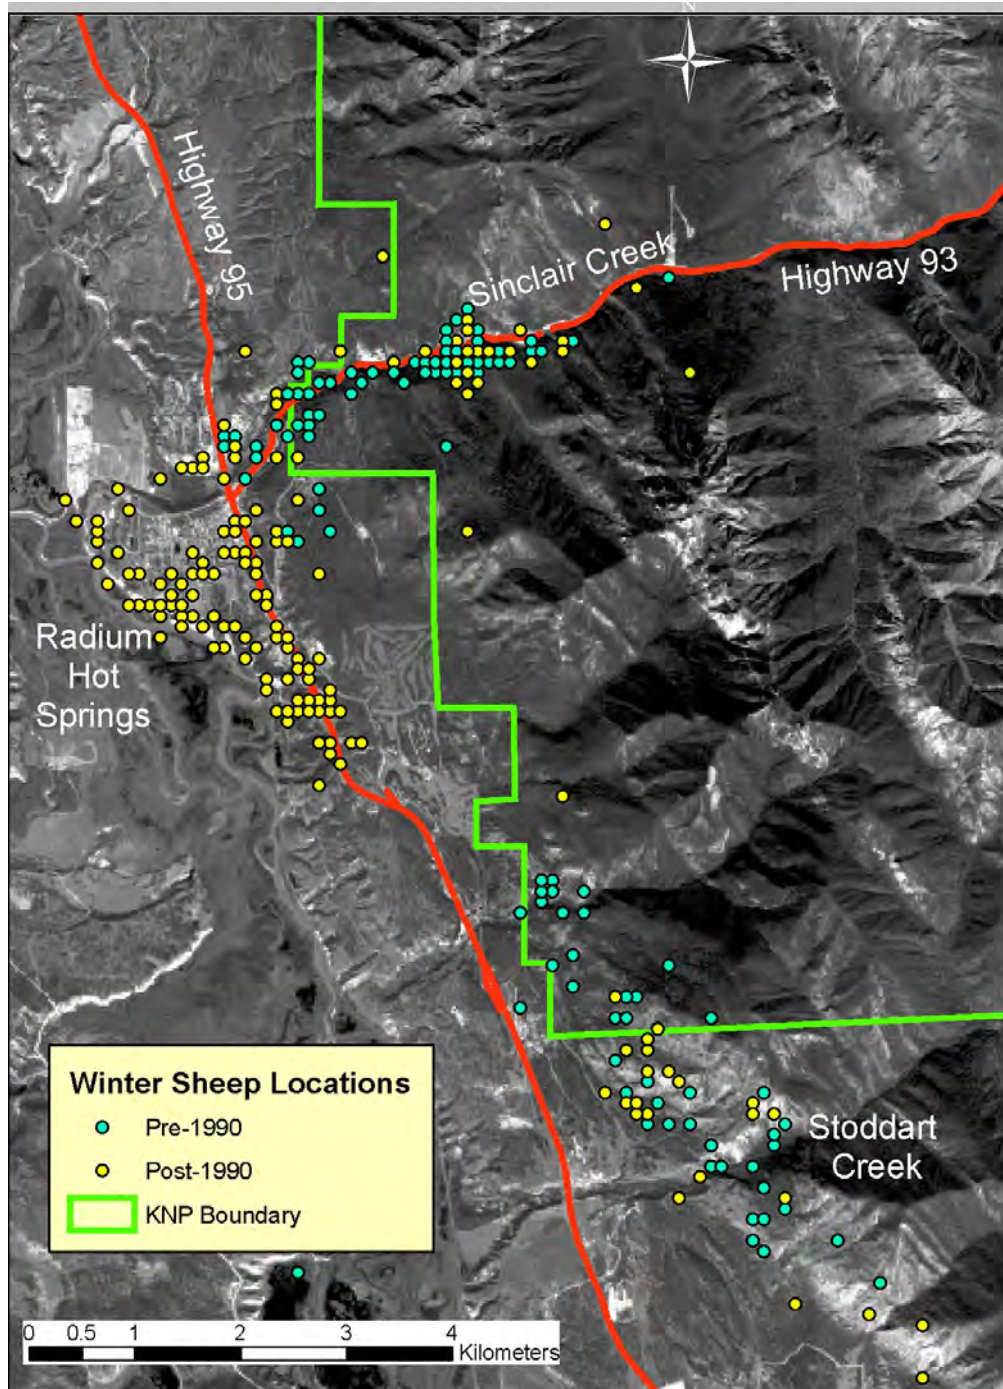 N
Highway 95
Sinclair Creek
Highway 93
Radium
Hot
Springs
Winter Sheep Locations
Pre-1990
Post-1990
KNP Boundary
Stoddart
Creek
0 0.5 1 2 3 4
Kilometers